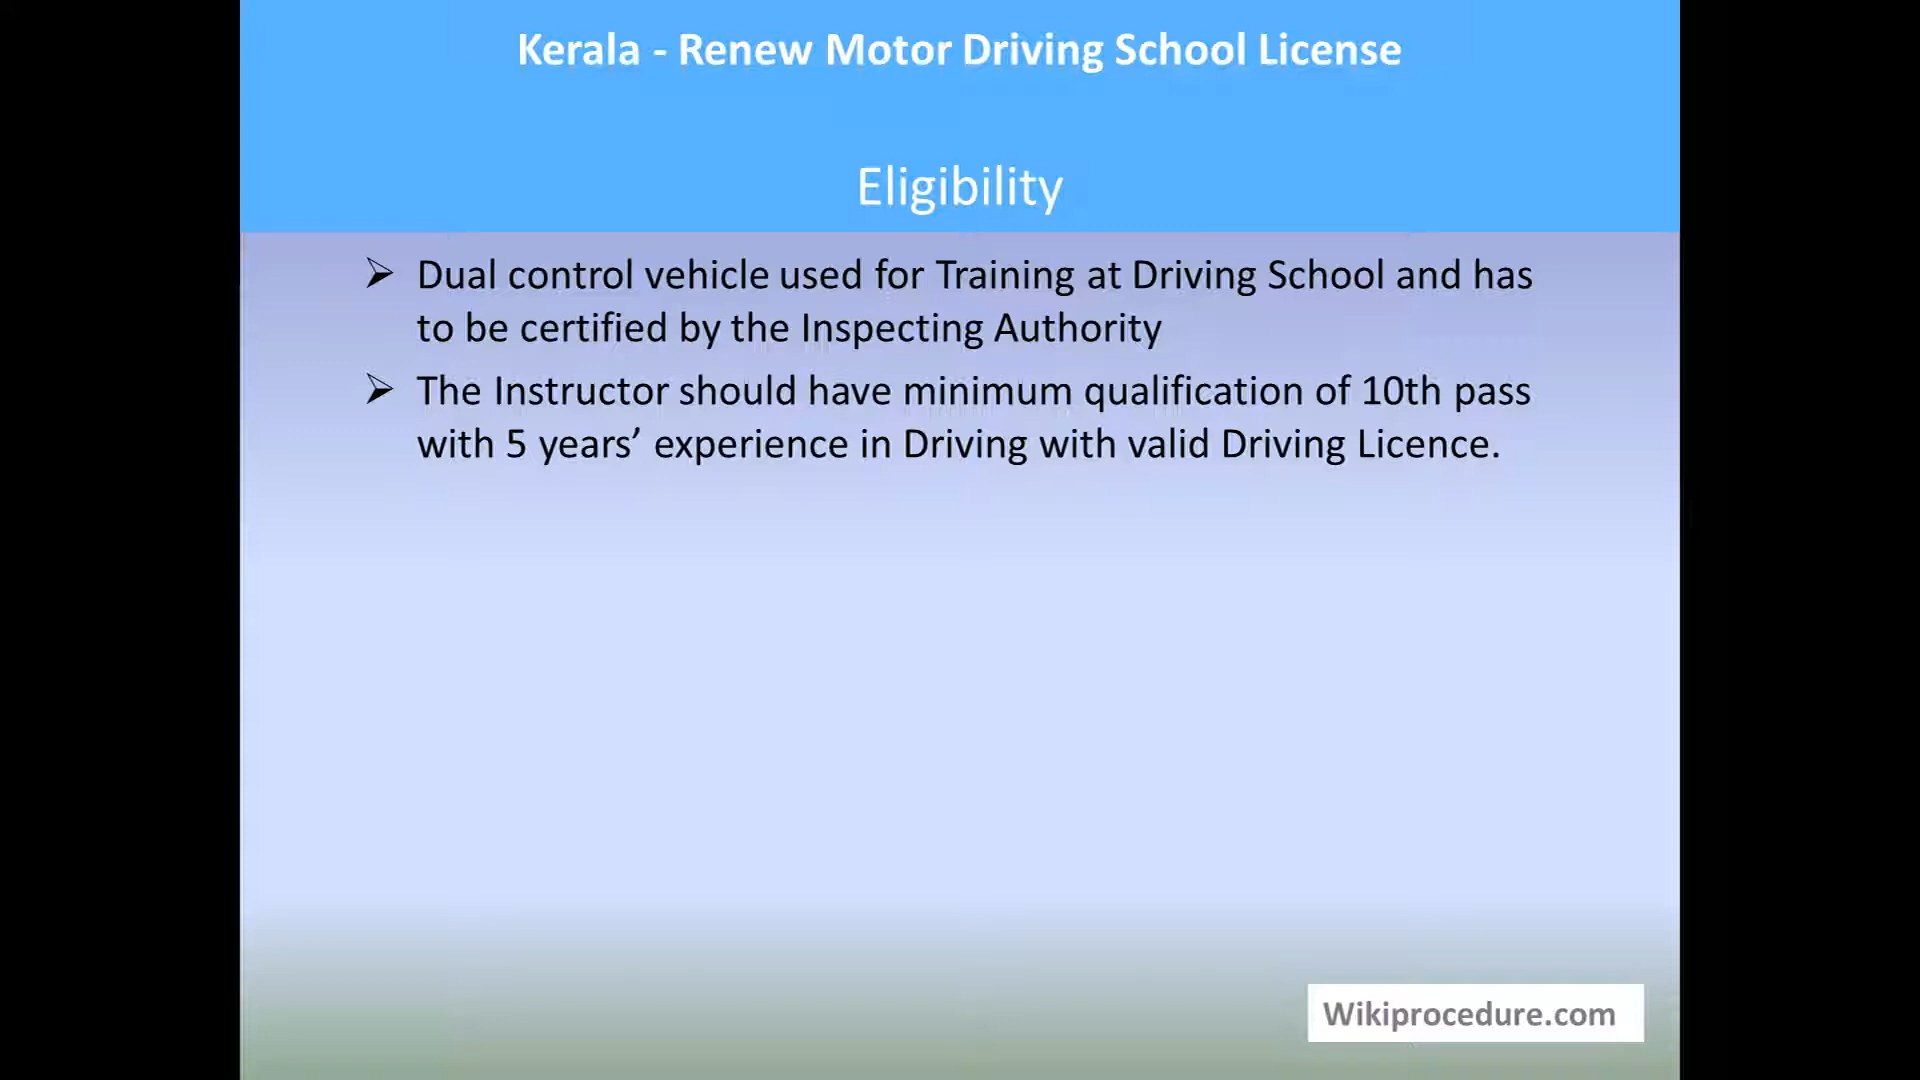 Kerala - Renew Motor Driving School License
Eligibility
➢ Dual control vehicle used for Training at Driving School and has
to be certified by the Inspecting Authority
➢ The Instructor should have minimum qualification of 10th pass
with 5 years’ experience in Driving with valid Driving Licence.
Wikiprocedure.com